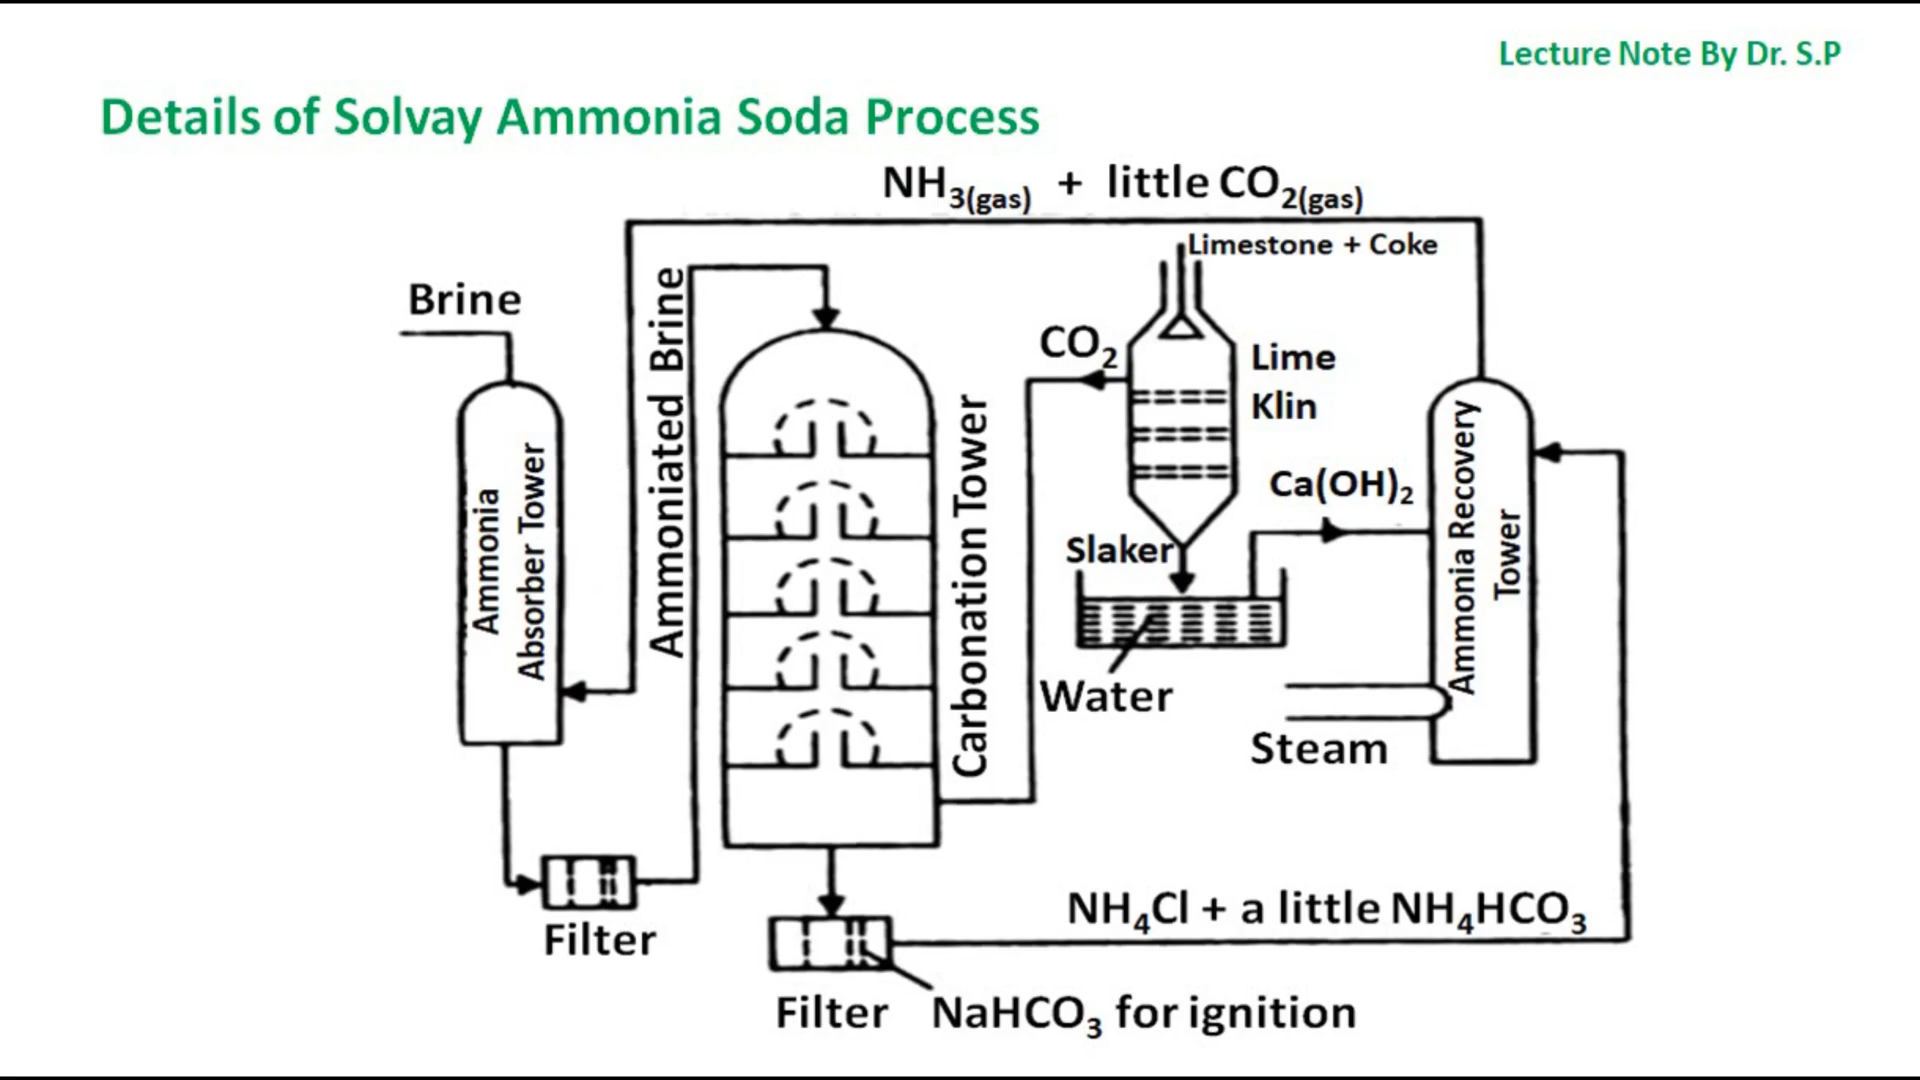 Lecture Note By Dr. S.P
Details of Solvay Ammonia Soda Process
NH₃(gas) + little CO₂(gas)
Limestone + Coke
Brine
Ammoniated Brine
CO₂
Lime
Klin
Ammonia
Absorber Tower
Carbonation Tower
Ca(OH)₂
Ammonia Recovery
Tower
Slaker
Water
Steam
Filter
NH₄Cl + a little NH₄HCO₃
Filter
NaHCO₃ for ignition